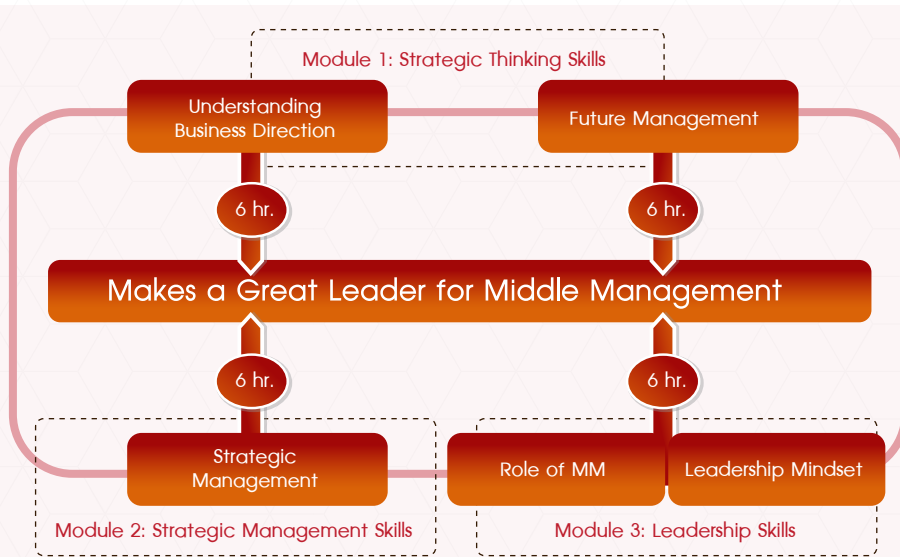 Module 1: Strategic Thinking Skills
Understanding
Business Direction
Future Management
6 hr.
6 hr.
Makes a Great Leader for Middle Management
6 hr.
6 hr.
Strategic
Management
Role of MM
Leadership Mindset
Module 2: Strategic Management Skills
Module 3: Leadership Skills